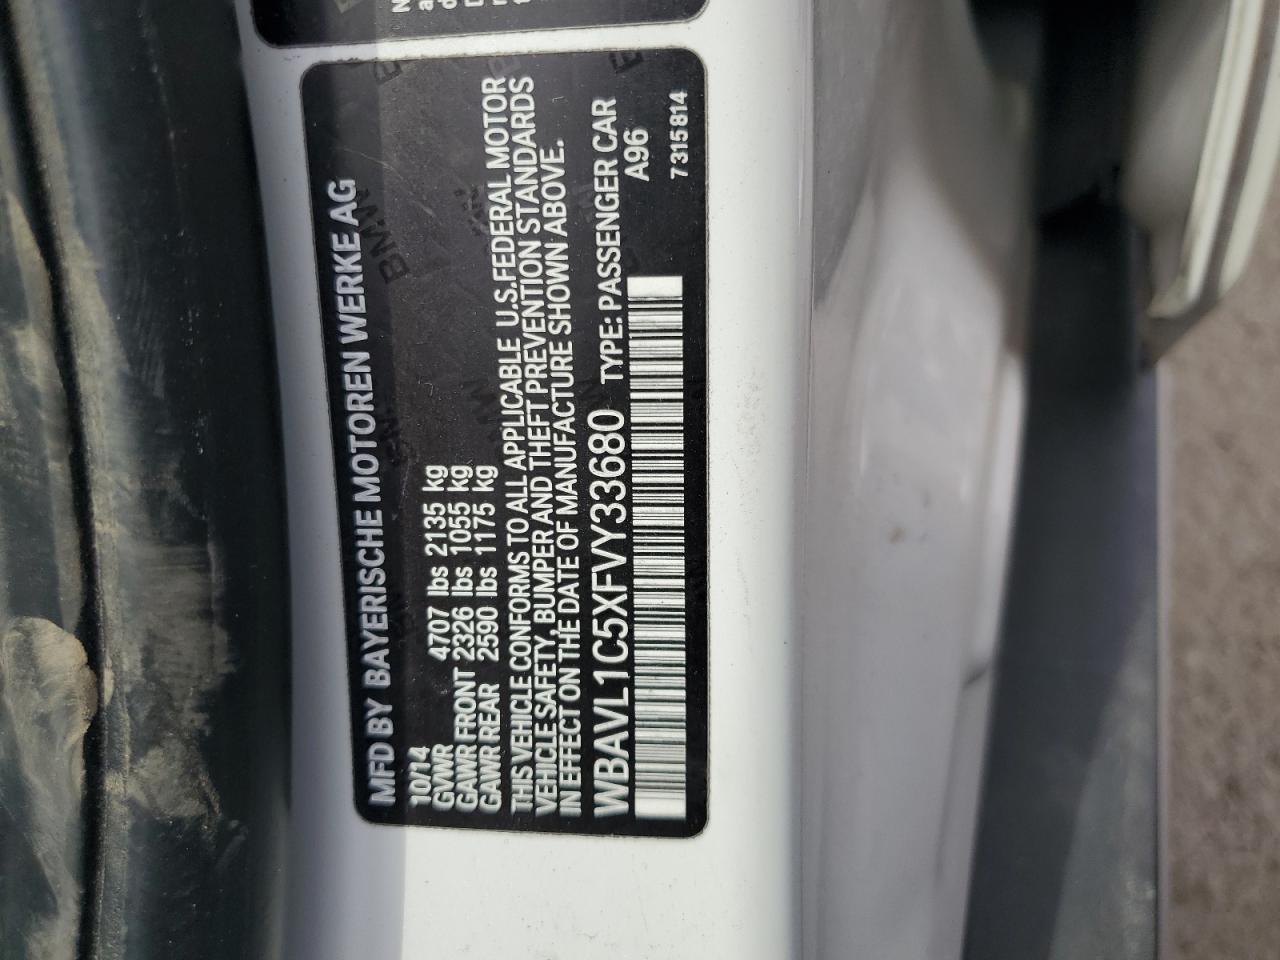 MFD BY BAYERISCHE MOTOREN WERKE AG
10/14
GVWR 4707 lbs 2135 kg
GAWR FRONT 2326 lbs 1055 kg
GAWR REAR 2590 lbs 1175 kg
THIS VEHICLE CONFORMS TO ALL APPLICABLE U.S. FEDERAL MOTOR
VEHICLE SAFETY, BUMPER AND THEFT PREVENTION STANDARDS
IN EFFECT ON THE DATE OF MANUFACTURE SHOWN ABOVE.
WBAVL1C5XFVY33680 TYPE: PASSENGER CAR
A96
7 315 814